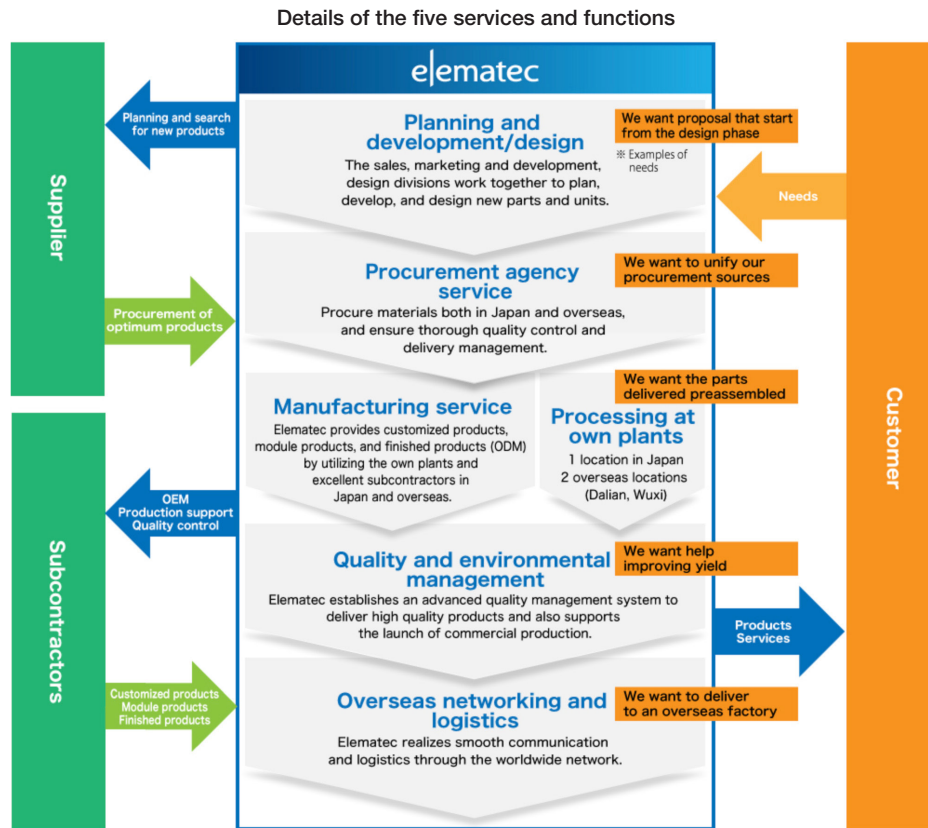 Details of the five services and functions
elematec
Supplier
Planning and search
for new products
Planning and
development/design
The sales, marketing and development,
design divisions work together to plan,
develop, and design new parts and units.
We want proposal that start
from the design phase
※ Examples of
needs
Needs
Customer
Procurement of
optimum products
Procurement agency
service
Procure materials both in Japan and overseas,
and ensure thorough quality control and
delivery management.
We want to unify our
procurement sources
Manufacturing service
Elematec provides customized products,
module products, and finished products (ODM)
by utilizing the own plants and
excellent subcontractors in
Japan and overseas.
We want the parts
delivered preassembled
Processing at
own plants
1 location in Japan
2 overseas locations
(Dalian, Wuxi)
Subcontractors
OEM
Production support
Quality control
Quality and environmental
management
Elematec establishes an advanced quality management system to
deliver high quality products and also supports
the launch of commercial production.
We want help
improving yield
Products
Services
Customized products
Module products
Finished products
Overseas networking and
logistics
Elematec realizes smooth communication
and logistics through the worldwide network.
We want to deliver
to an overseas factory